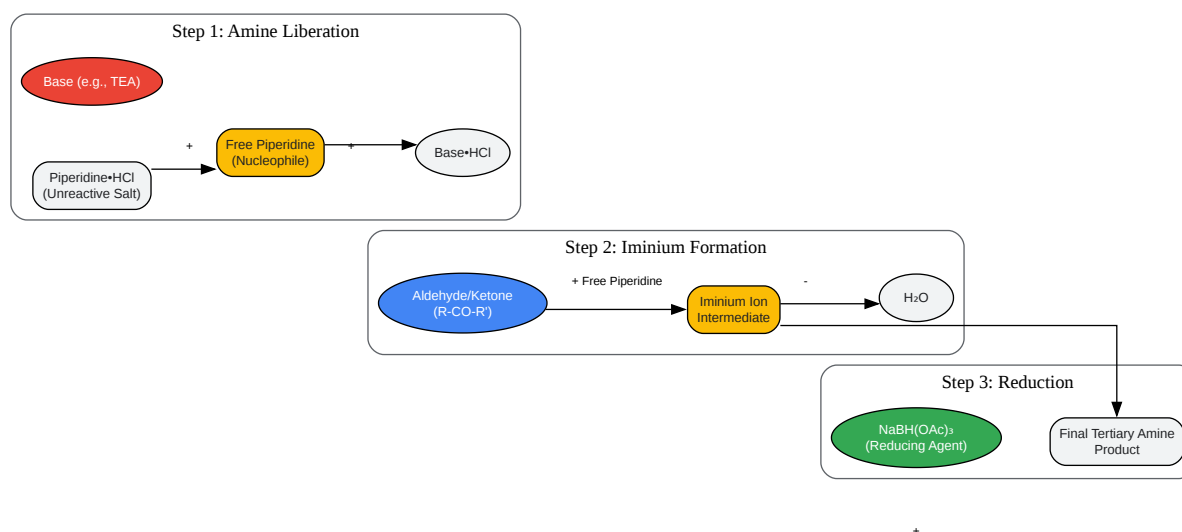 Step 1: Amine Liberation
Base (e.g., TEA)
+
Free Piperidine
(Nucleophile)
+
Base•HCl
Piperidine•HCl
(Unreactive Salt)
Step 2: Iminium Formation
Aldehyde/Ketone
(R-CO-R')
+ Free Piperidine
Iminium Ion
Intermediate
-
H₂O
Step 3: Reduction
NaBH(OAc)₃
(Reducing Agent)
Final Tertiary Amine
Product
+